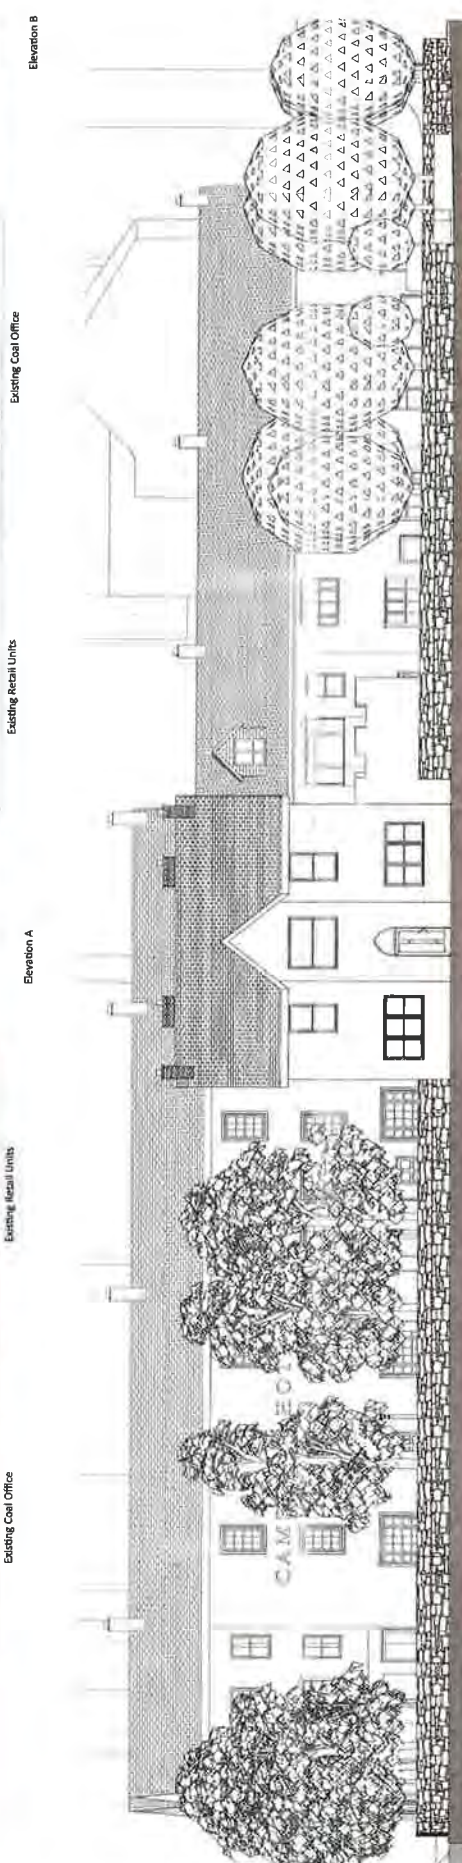 Existing Coal Office
Existing Retail Units
Elevation A
Existing Retail Units
Existing Coal Office
Elevation B